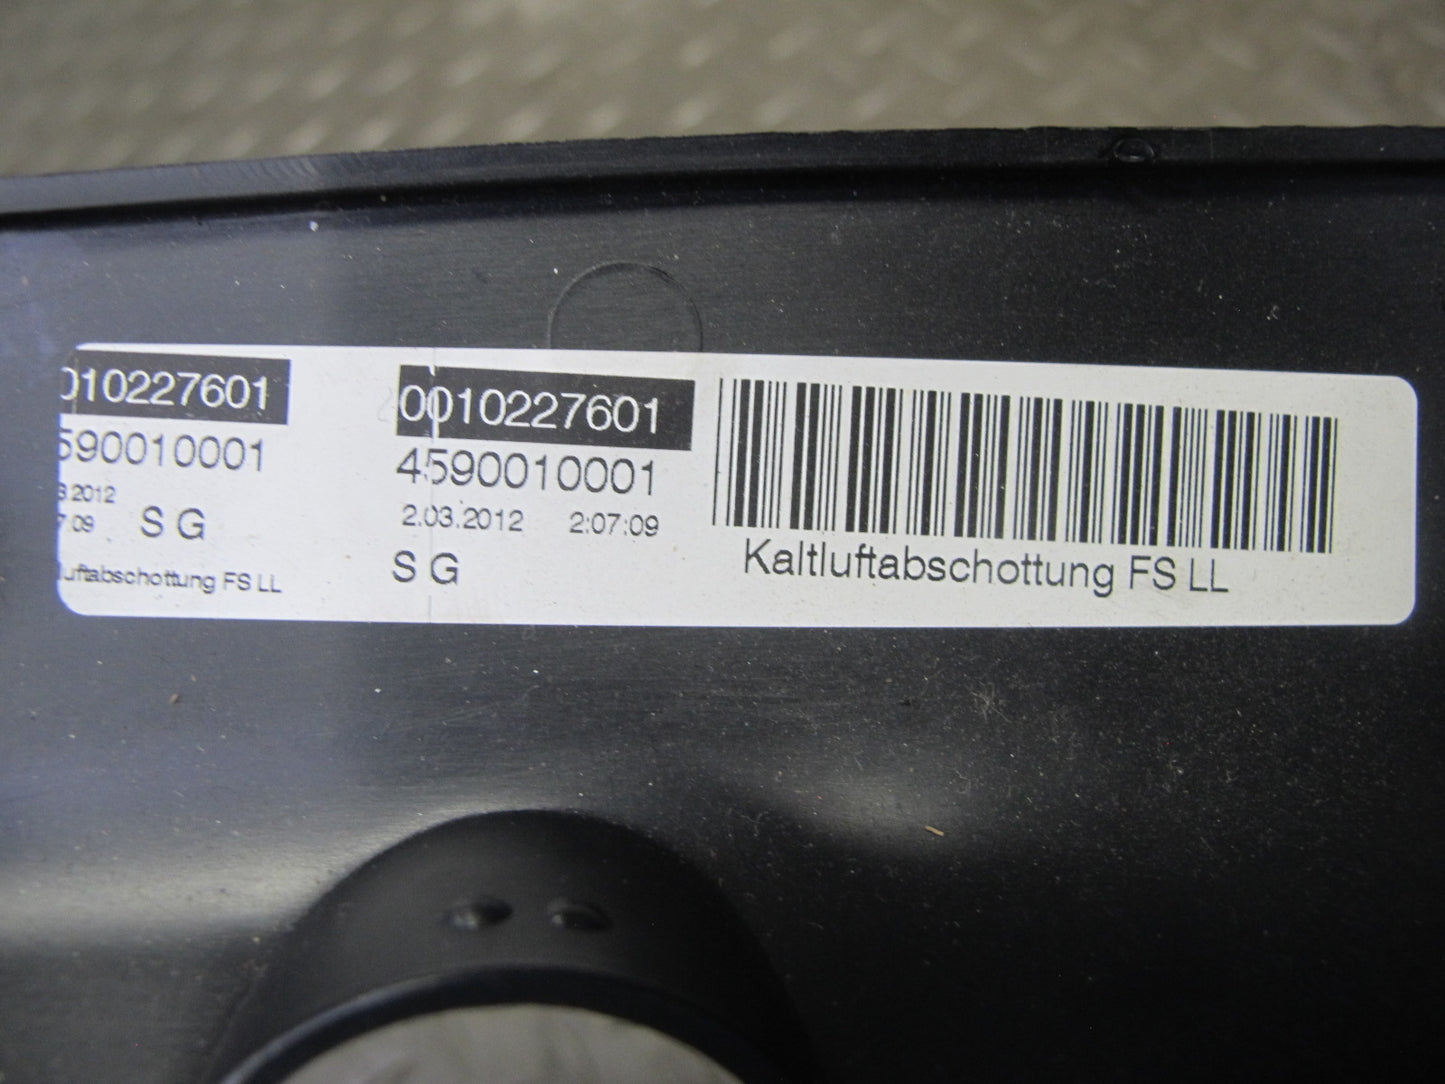 010227601
590010001
3.2012
7:09 S G
luftabschottung FS LL
0010227601
4590010001
2.03.2012 2:07:09
S G
Kaltluftabschottung FS LL